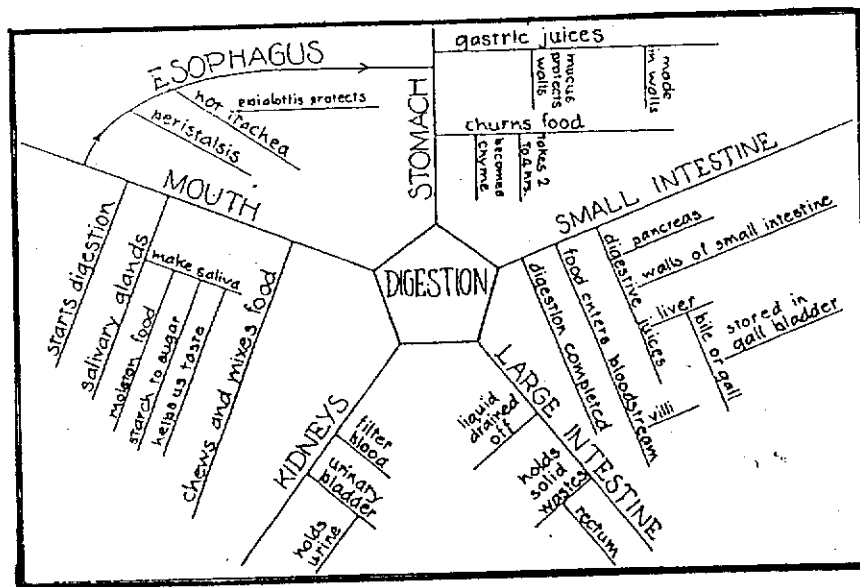 DIGESTION
ESOPHAGUS
peristalsis
not trachea
epiglottis protects
MOUTH
starts digestion
salivary glands
make saliva
moisten food
starch to sugar
helps us taste
chews and mixes food
STOMACH
gastric juices
mucus
protects
walls
made
in walls
churns food
takes 2
to 4 hrs.
becomes
chyme
SMALL INTESTINE
digestive juices
pancreas
walls of small intestine
liver
bile or gall
stored in
gall bladder
food enters bloodstream
villi
digestion completed
LARGE INTESTINE
liquid
drained
off
holds
solid
wastes
rectum
KIDNEYS
filter
blood
urinary
bladder
holds
urine